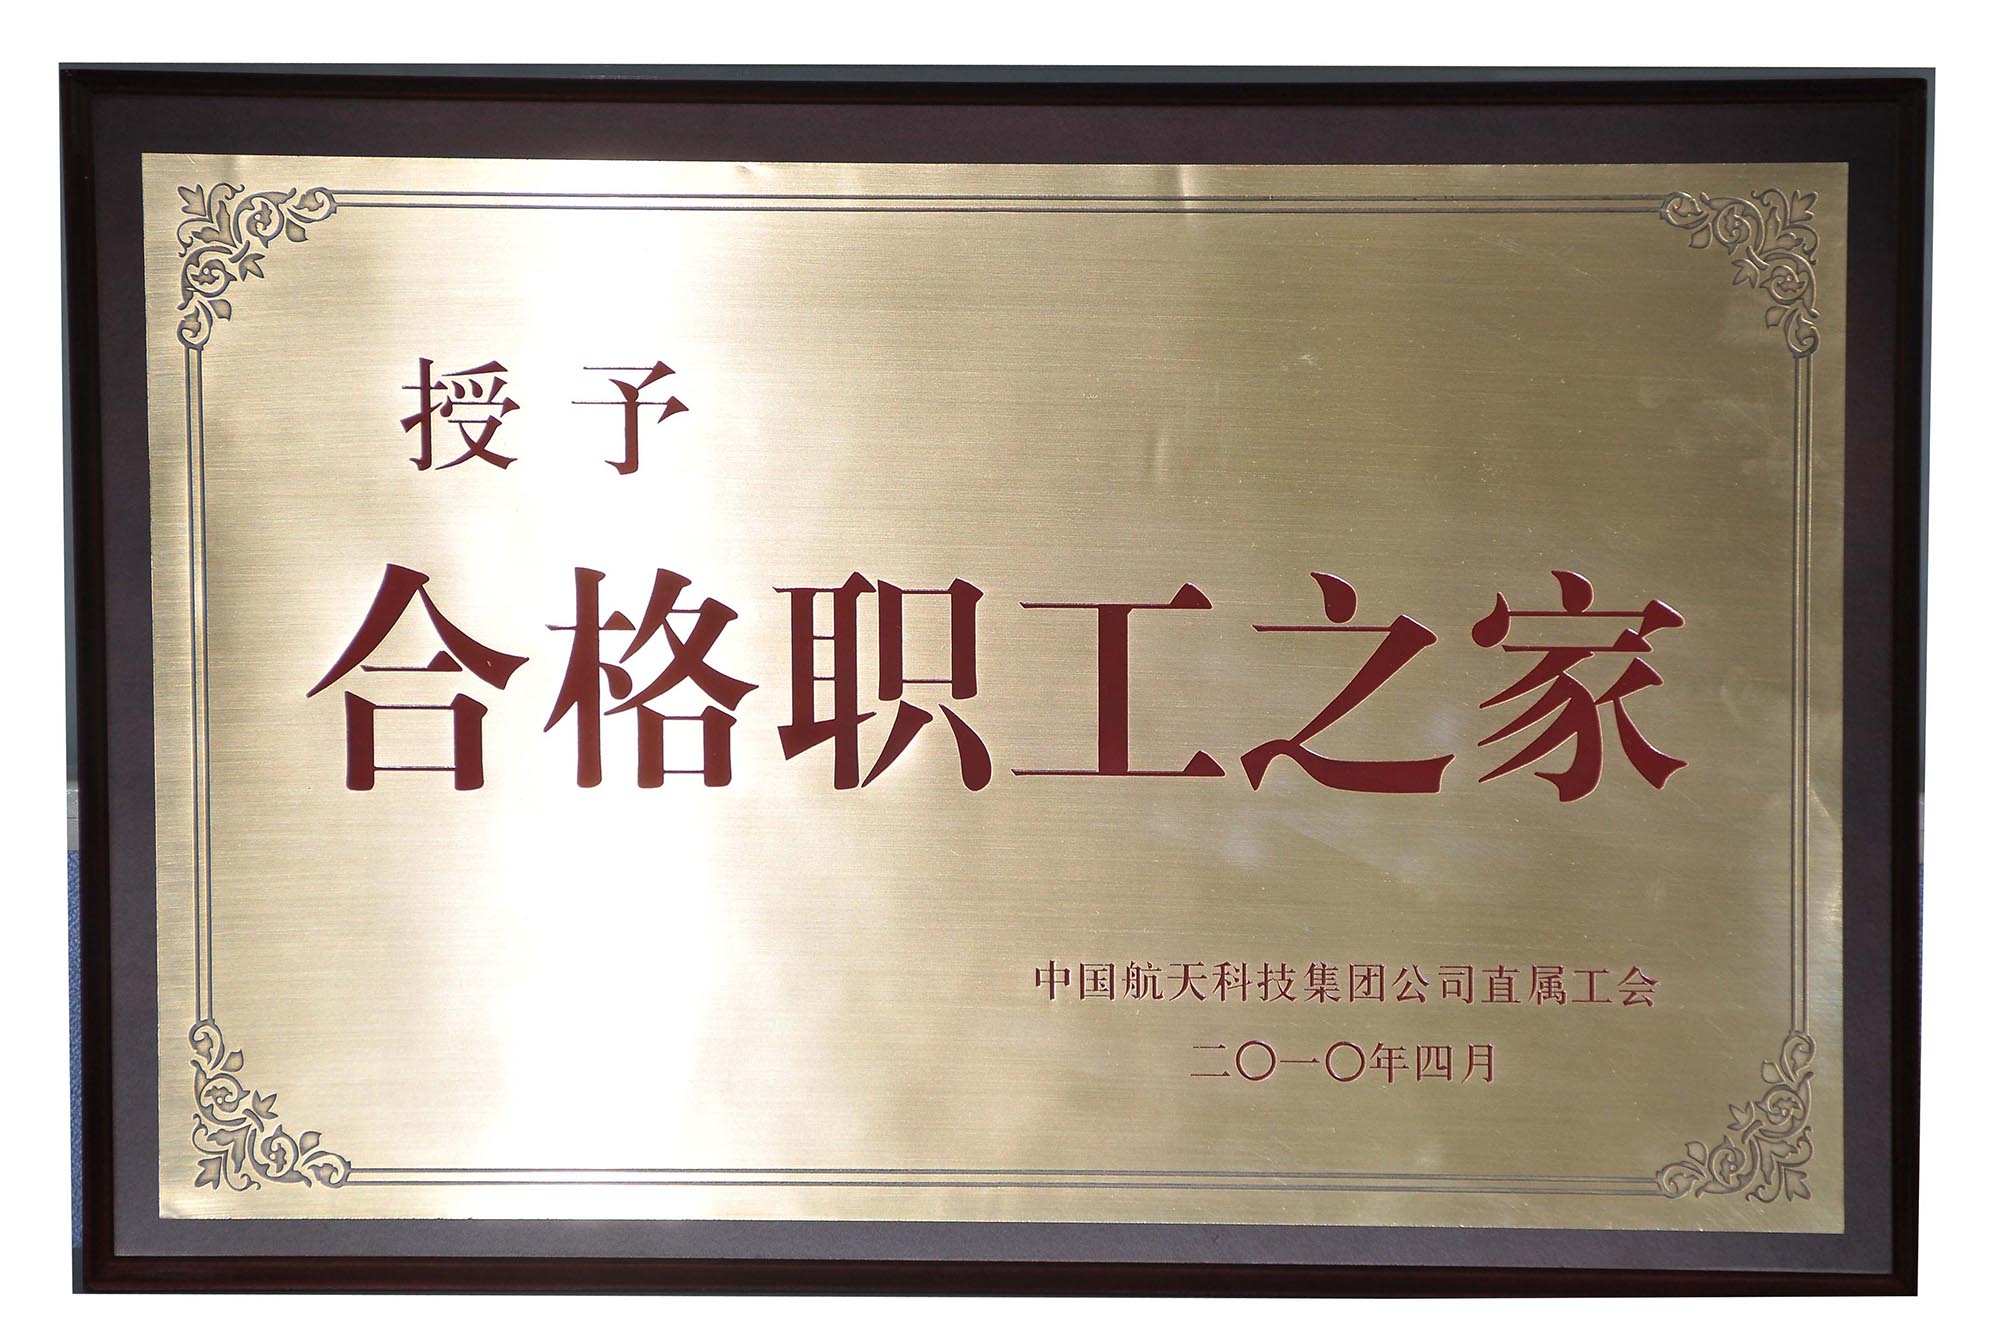 授予
合格职工之家
中国航天科技集团公司直属工会
二〇一〇年四月